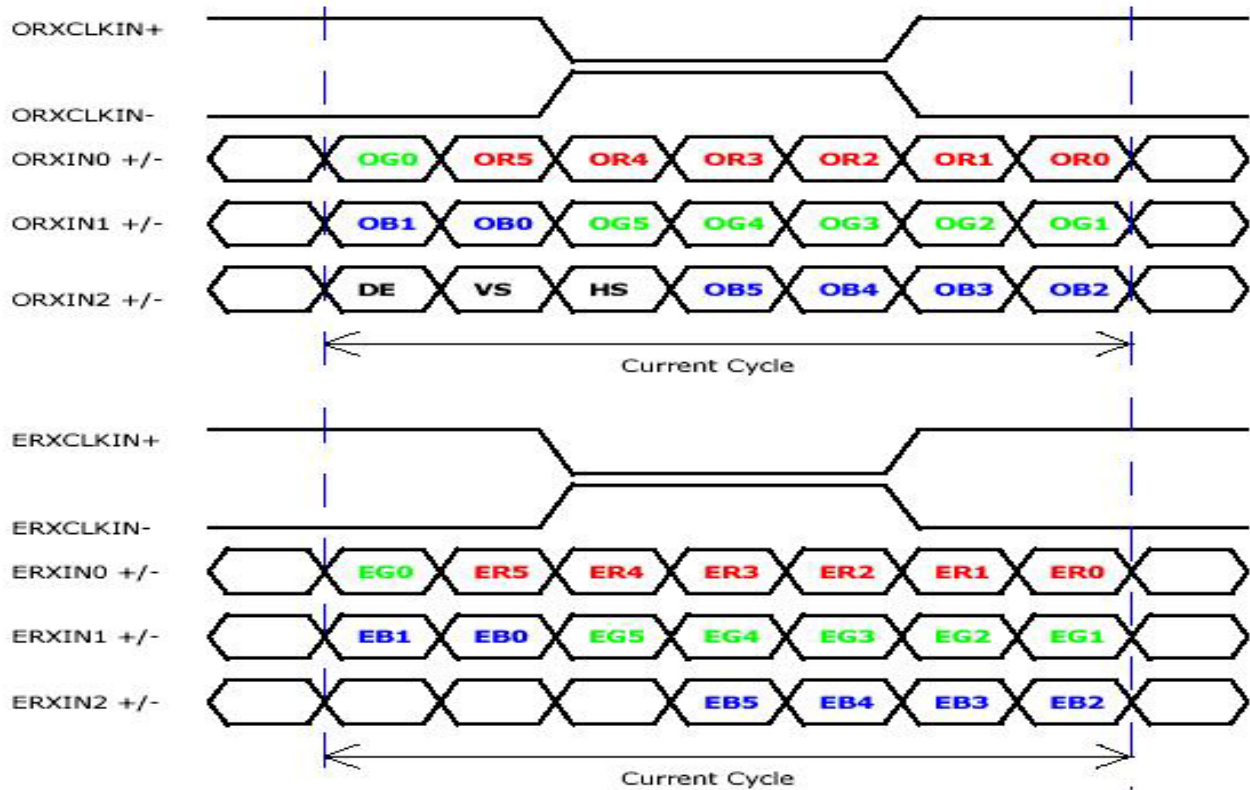 ORXCLKIN+
ORXCLKIN-
ORXIN0 +/- OG0 OR5 OR4 OR3 OR2 OR1 OR0
ORXIN1 +/- OB1 OB0 OG5 OG4 OG3 OG2 OG1
ORXIN2 +/- DE VS HS OB5 OB4 OB3 OB2
Current Cycle
ERXCLKIN+
ERXCLKIN-
ERXIN0 +/- EG0 ER5 ER4 ER3 ER2 ER1 ER0
ERXIN1 +/- EB1 EB0 EG5 EG4 EG3 EG2 EG1
ERXIN2 +/- EB5 EB4 EB3 EB2
Current Cycle